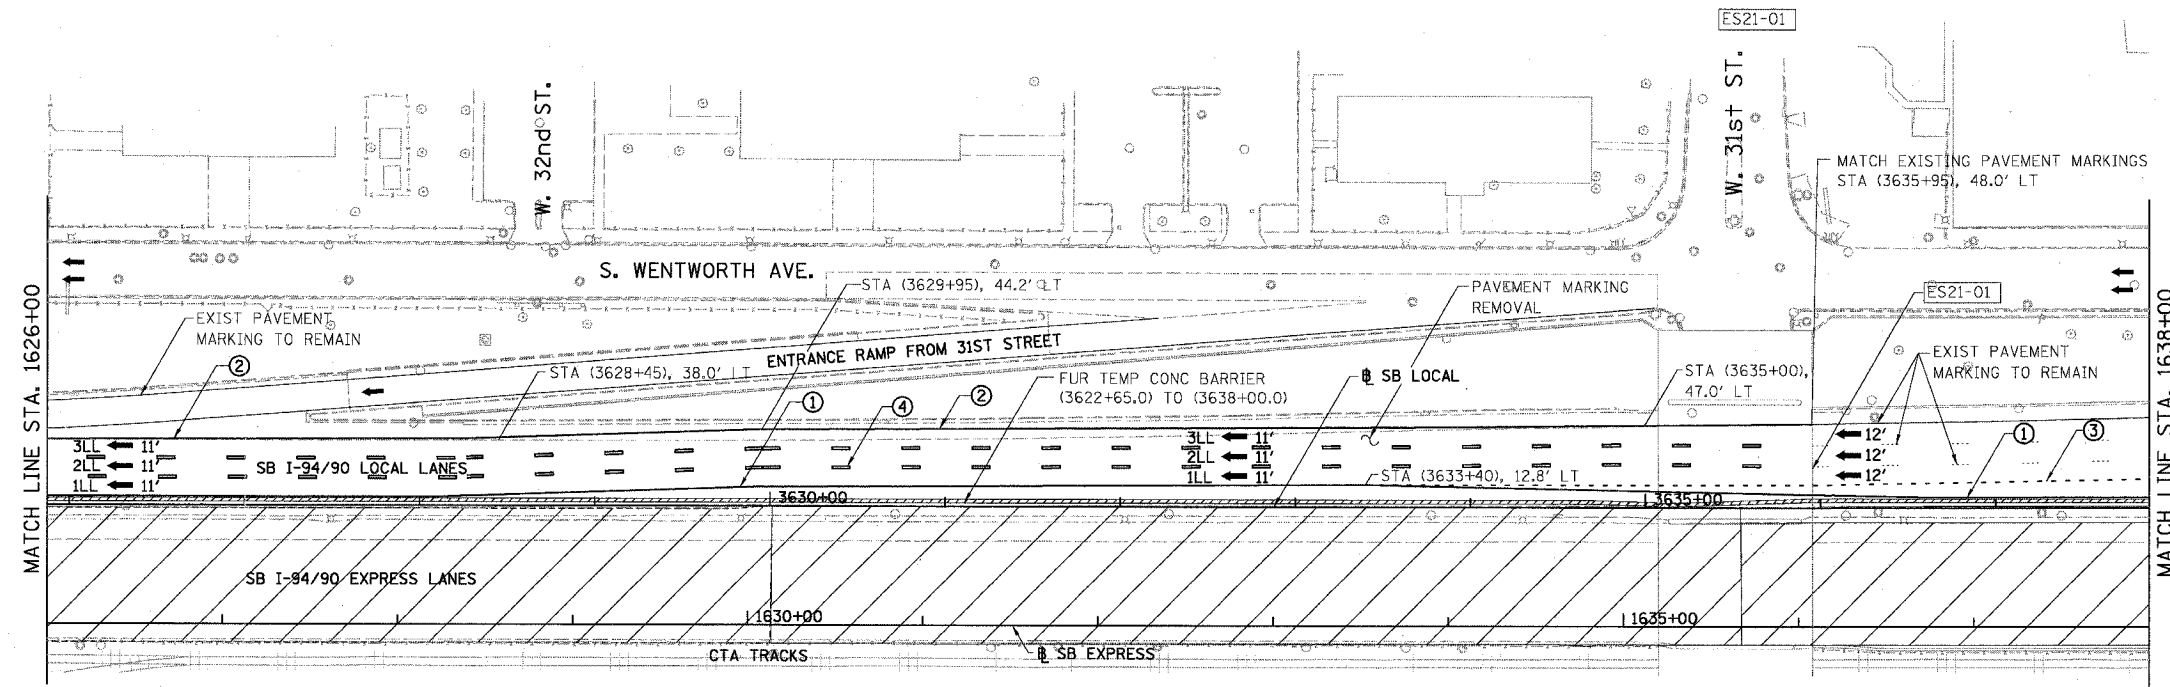 ES21-01
W. 32nd ST.
W. 31st ST.
MATCH EXISTING PAVEMENT MARKINGS
STA (3635+95), 48.0' LT
S. WENTWORTH AVE.
STA (3629+95), 44.2' LT
PAVEMENT MARKING
REMOVAL
ES21-01
EXIST PAVEMENT
MARKING TO REMAIN
ENTRANCE RAMP FROM 31ST STREET
EXIST PAVEMENT
MARKING TO REMAIN
2
STA (3628+45), 38.0' LT
FUR TEMP CONC BARRIER
(3622+65.0) TO (3638+00.0)
℄ SB LOCAL
STA (3635+00),
47.0' LT
1
4
2
1
3
3LL 11'
2LL 11'
1LL 11'
SB I-94/90 LOCAL LANES
3LL 11'
2LL 11'
1LL 11'
12'
12'
12'
STA (3633+40), 12.8' LT
3630+00
3635+00
SB I-94/90 EXPRESS LANES
1630+00
1635+00
CTA TRACKS
℄ SB EXPRESS
MATCH LINE STA. 1626+00
MATCH LINE STA. 1638+00